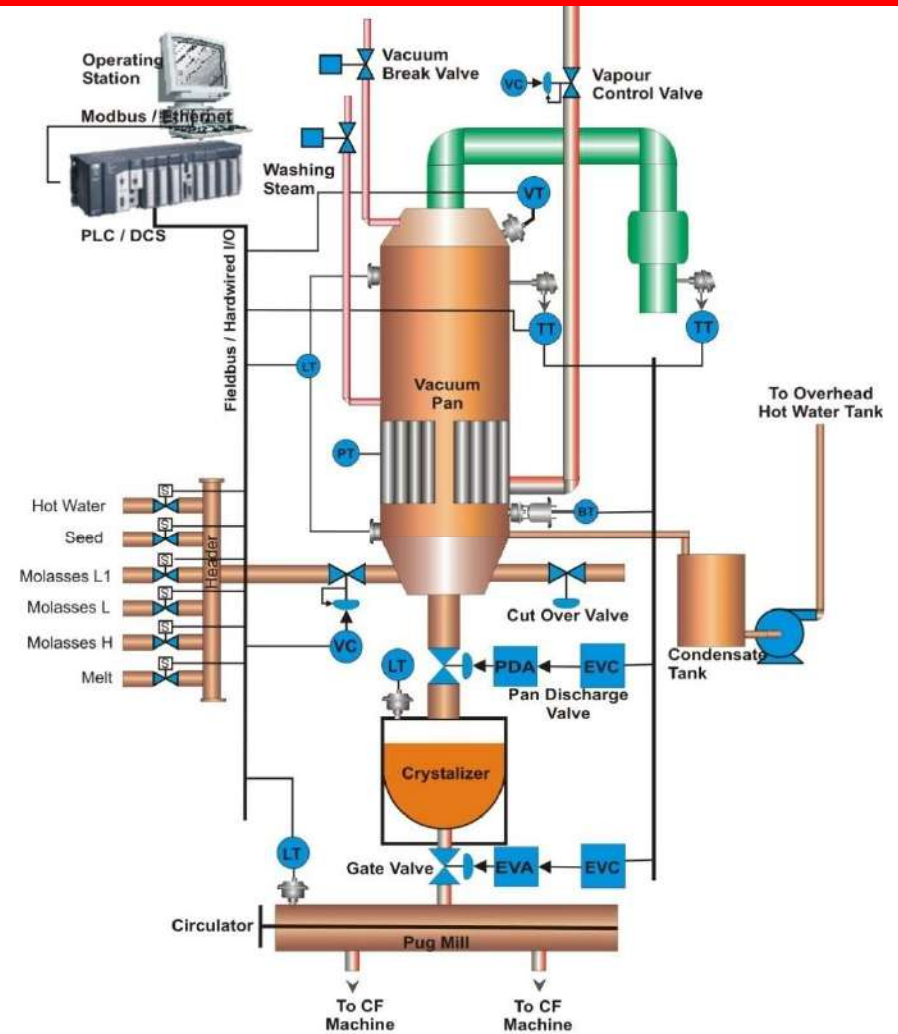 Operating
Station
Modbus / Ethernet
PLC / DCS
Vacuum
Break Valve
Washing
Steam
VC
Vapour
Control Valve
VT
TT
TT
Fieldbus / Hardwired I/O
LT
Vacuum
Pan
PT
BT
To Overhead
Hot Water Tank
Hot Water
S
Seed
S
Molasses L1
S
Molasses L
S
Molasses H
S
Melt
S
Header
VC
Cut Over Valve
Condensate
Tank
LT
PDA
EVC
Pan Discharge
Valve
Crystalizer
LT
Gate Valve
EVA
EVC
Circulator
Pug Mill
To CF
Machine
To CF
Machine